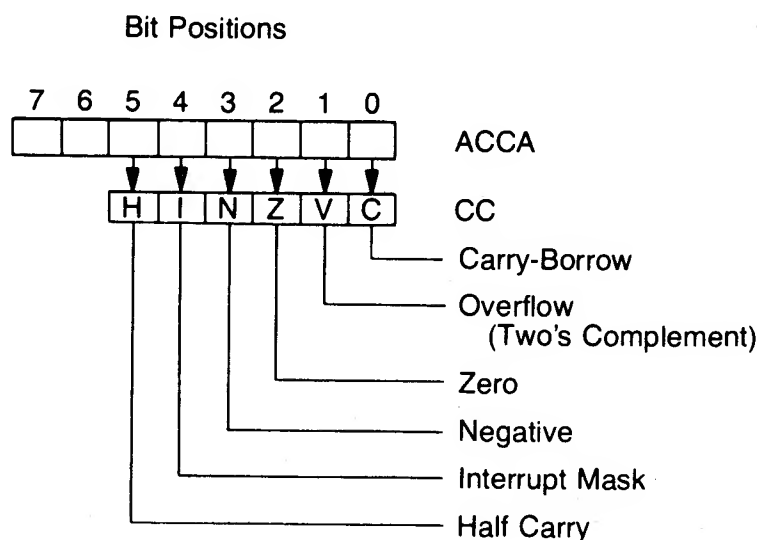 Bit Positions
7 6 5 4 3 2 1 0
ACCA
H I N Z V C
CC
Carry-Borrow
Overflow
(Two's Complement)
Zero
Negative
Interrupt Mask
Half Carry